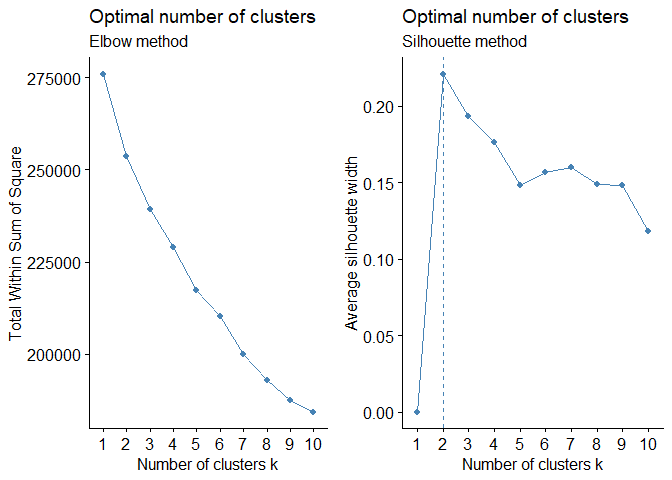 Optimal number of clusters
Elbow method
Total Within Sum of Square
275000
250000
225000
200000
1 2 3 4 5 6 7 8 9 10
Number of clusters k
Optimal number of clusters
Silhouette method
Average silhouette width
0.20
0.15
0.10
0.05
0.00
1 2 3 4 5 6 7 8 9 10
Number of clusters k